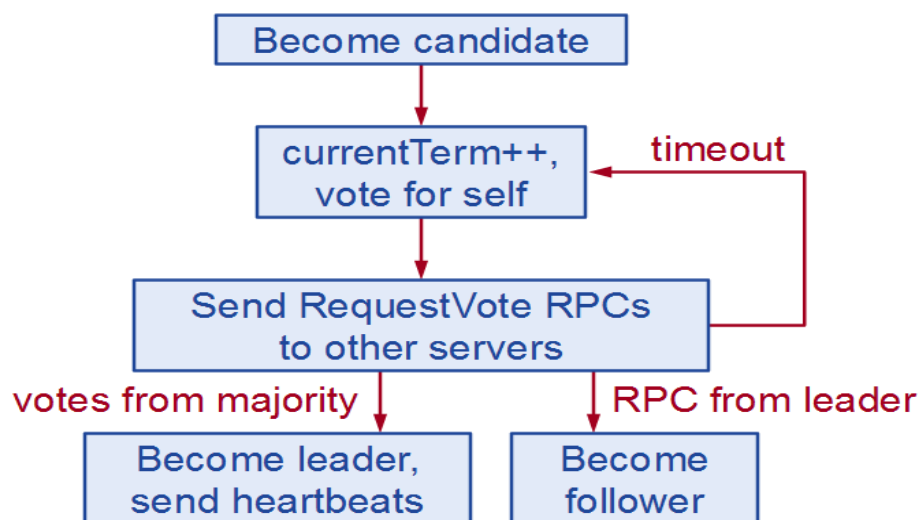 Become candidate
currentTerm++,
vote for self
timeout
Send RequestVote RPCs
to other servers
votes from majority
RPC from leader
Become leader,
send heartbeats
Become
follower